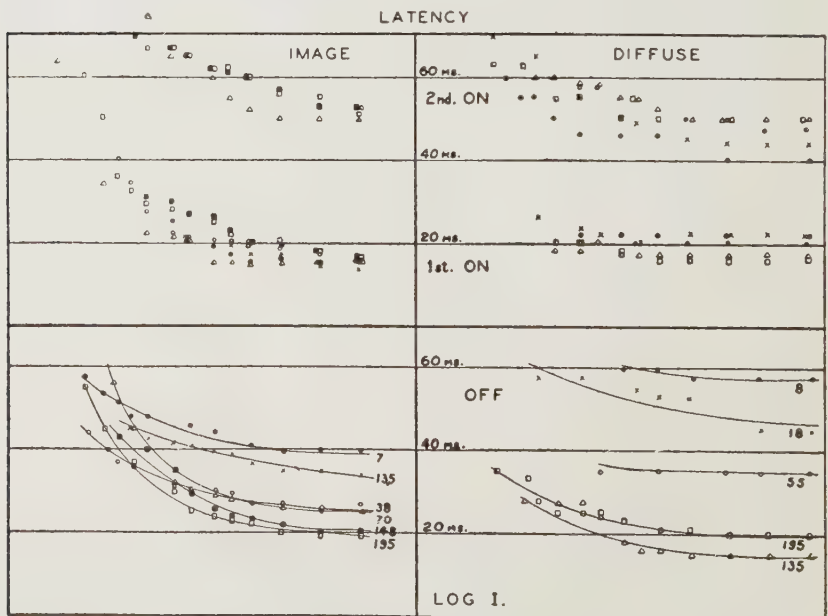 LATENCY
IMAGE
DIFFUSE
60 MS.
2nd. ON
40 MS.
20 MS.
1st. ON
60 MS.
OFF
8
18
40 MS.
7
135
55
38
70
148
195
20 MS.
195
135
LOG I.